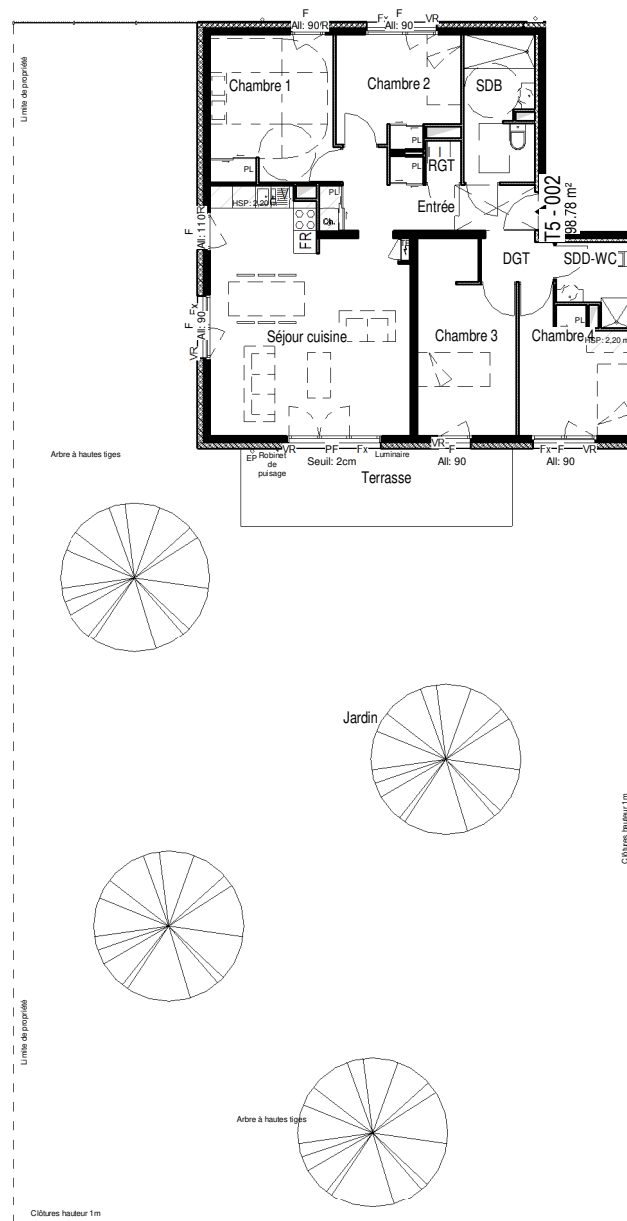 F
All: 90
VR
Fx
F
VR
All: 90
Limite de propriété
Chambre 1
Chambre 2
SDB
PL
RGT
PL
PL
PL
HSP: 2,20 m
Entrée
T5 - 002
98.78 m²
F
All: 110
FR
DGT
SDD-WC
Fx
F
All: 90
VR
Séjour cuisine
Chambre 3
PL
Chambre 4
HSP: 2,20 m
VR
PF
Fx
Luminaire
VR
F
Fx
F
VR
EP
Robinet
de
puisage
Seuil: 2cm
All: 90
All: 90
Arbre à hautes tiges
Terrasse
Jardin
Clôtures hauteur 1m
Limite de propriété
Arbre à hautes tiges
Clôtures hauteur 1m